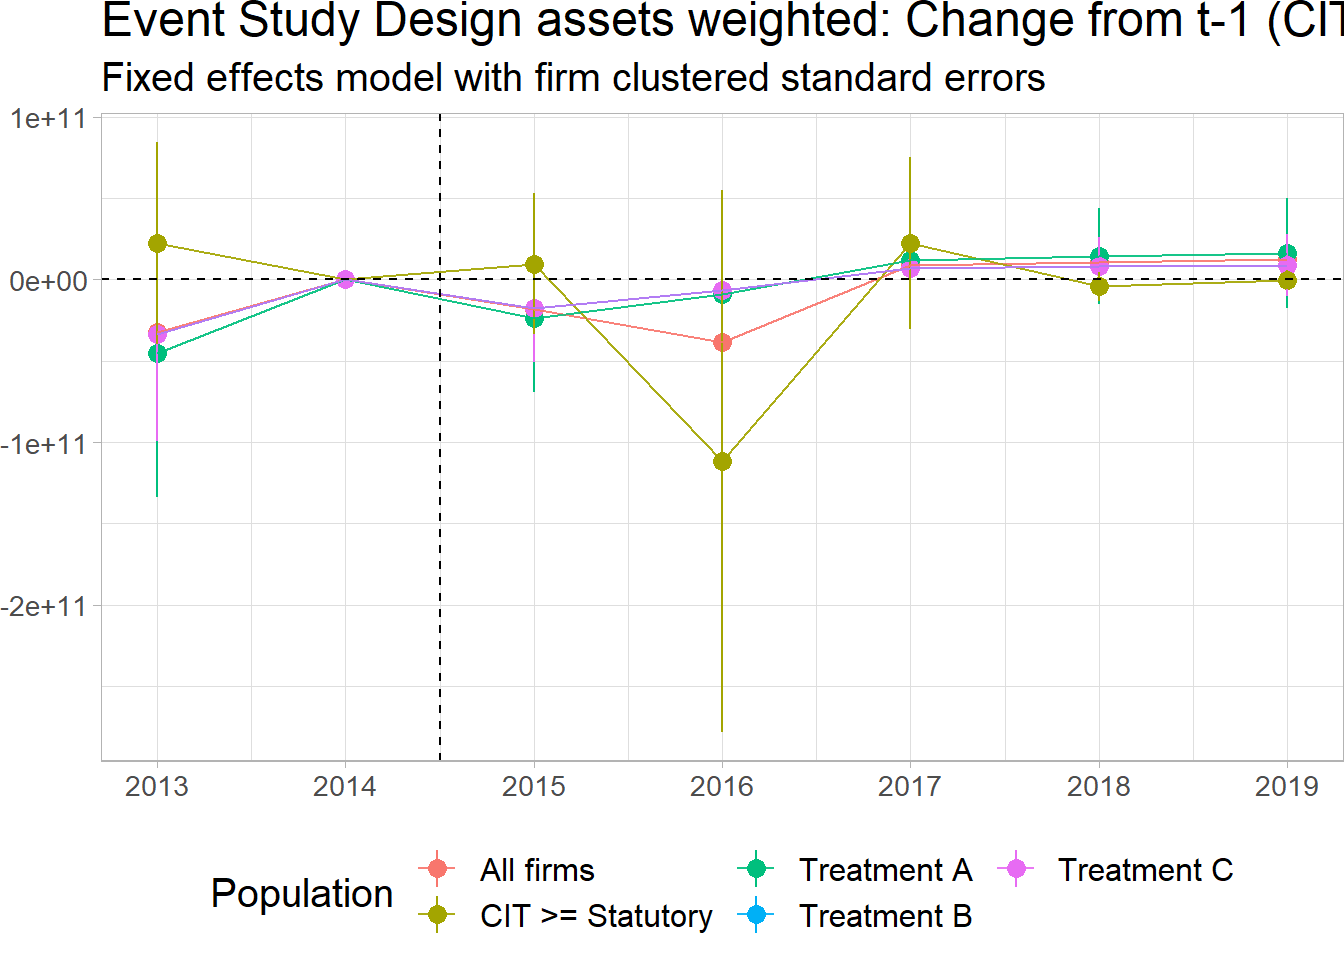 Event Study Design assets weighted: Change from t-1 (CIT
Fixed effects model with firm clustered standard errors
1e+11
0e+00
-1e+11
-2e+11
2013 2014 2015 2016 2017 2018 2019
Population
All firms
CIT >= Statutory
Treatment A
Treatment B
Treatment C